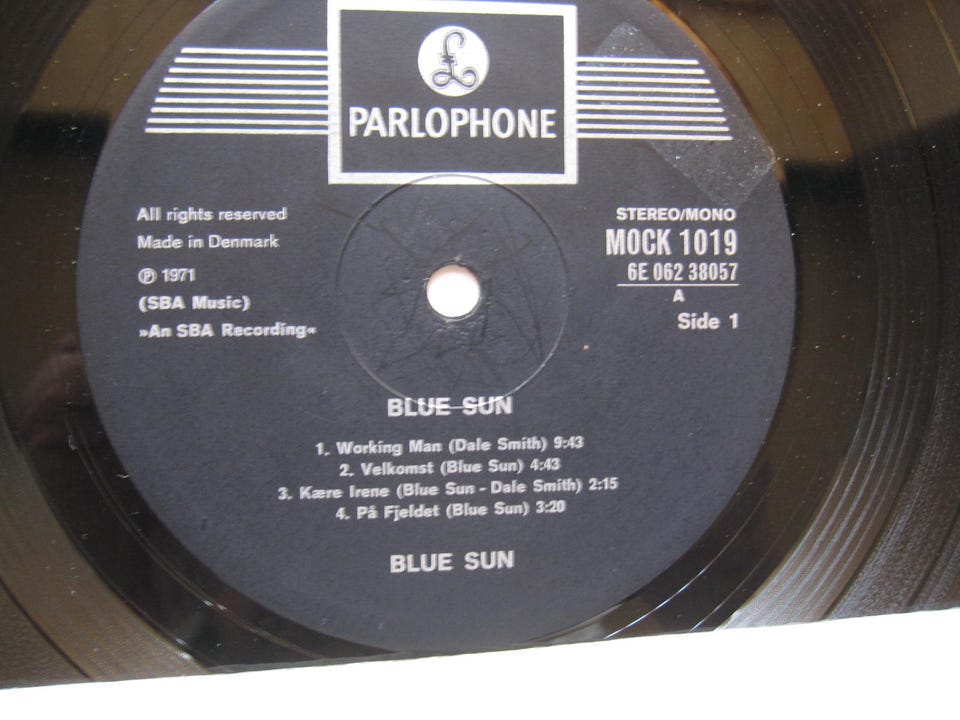 £
PARLOPHONE
All rights reserved
Made in Denmark
℗ 1971
(SBA Music)
»An SBA Recording«
STEREO/MONO
MOCK 1019
6E 062 38057
A
Side 1
BLUE SUN
1. Working Man (Dale Smith) 9:43
2. Velkomst (Blue Sun) 4:43
3. Kære Irene (Blue Sun - Dale Smith) 2:15
4. På Fjeldet (Blue Sun) 3:20
BLUE SUN